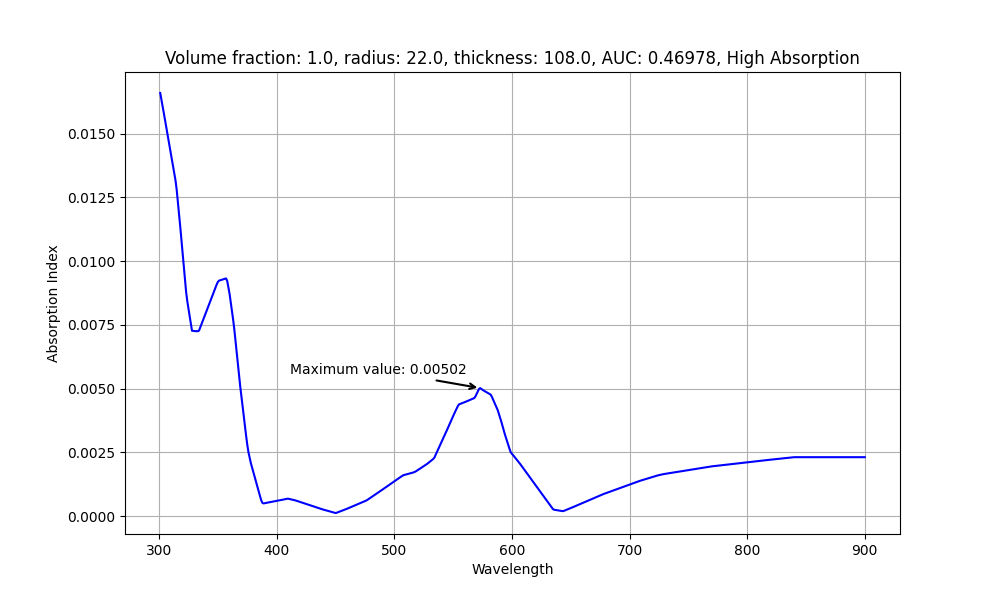 Volume fraction: 1.0, radius: 22.0, thickness: 108.0, AUC: 0.46978, High Absorption
0.0150
0.0125
0.0100
0.0075
0.0050
0.0025
0.0000
Absorption Index
Maximum value: 0.00502
300 400 500 600 700 800 900
Wavelength